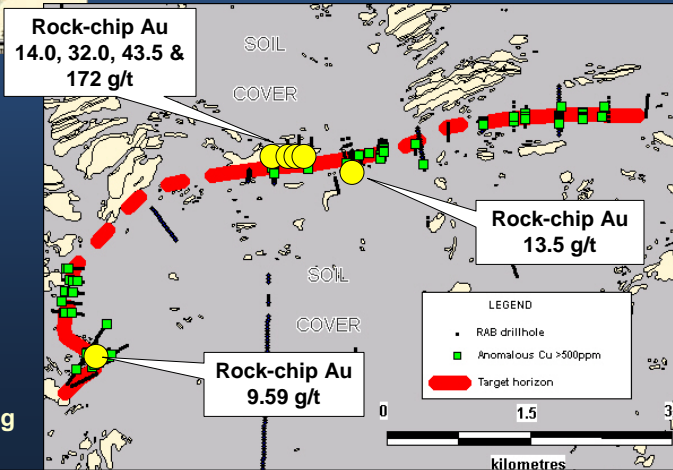 Rock-chip Au
14.0, 32.0, 43.5 &
172 g/t
SOIL
COVER
Rock-chip Au
13.5 g/t
SOIL
COVER
LEGEND
RAB drillhole
Anomalous Cu >500ppm
Target horizon
Rock-chip Au
9.59 g/t
g
0 1.5 3
kilometres